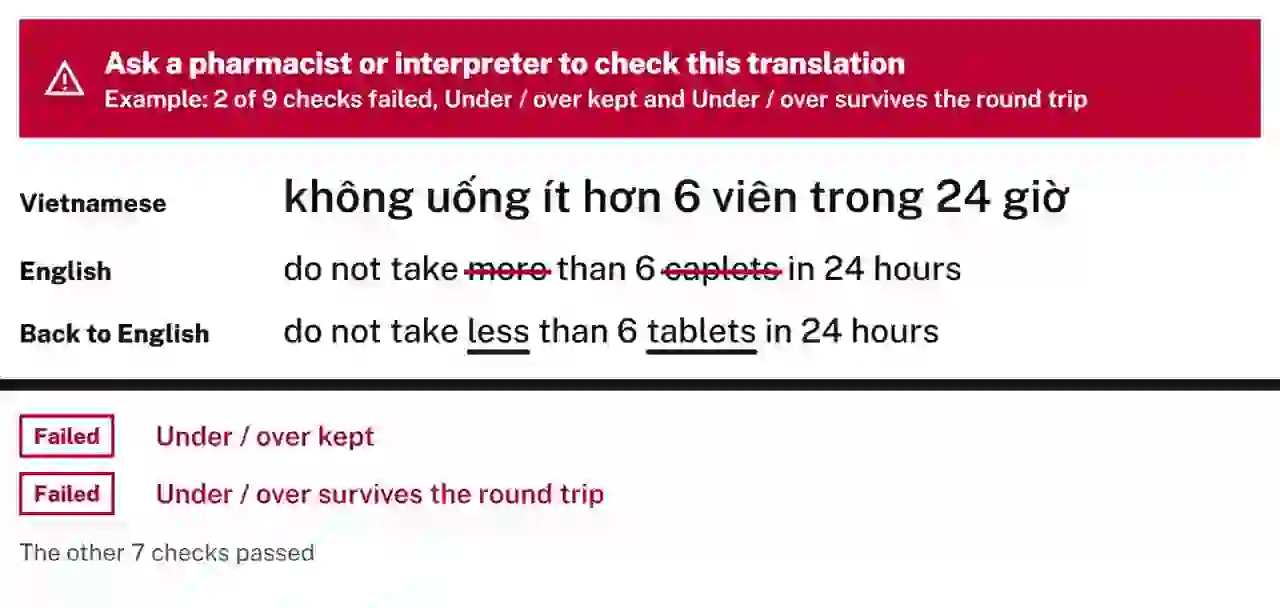 Ask a pharmacist or interpreter to check this translation
Example: 2 of 9 checks failed, Under / over kept and Under / over survives the round trip
Vietnamese không uống ít hơn 6 viên trong 24 giờ
English do not take more than 6 caplets in 24 hours
Back to English do not take less than 6 tablets in 24 hours
Failed Under / over kept
Failed Under / over survives the round trip
The other 7 checks passed